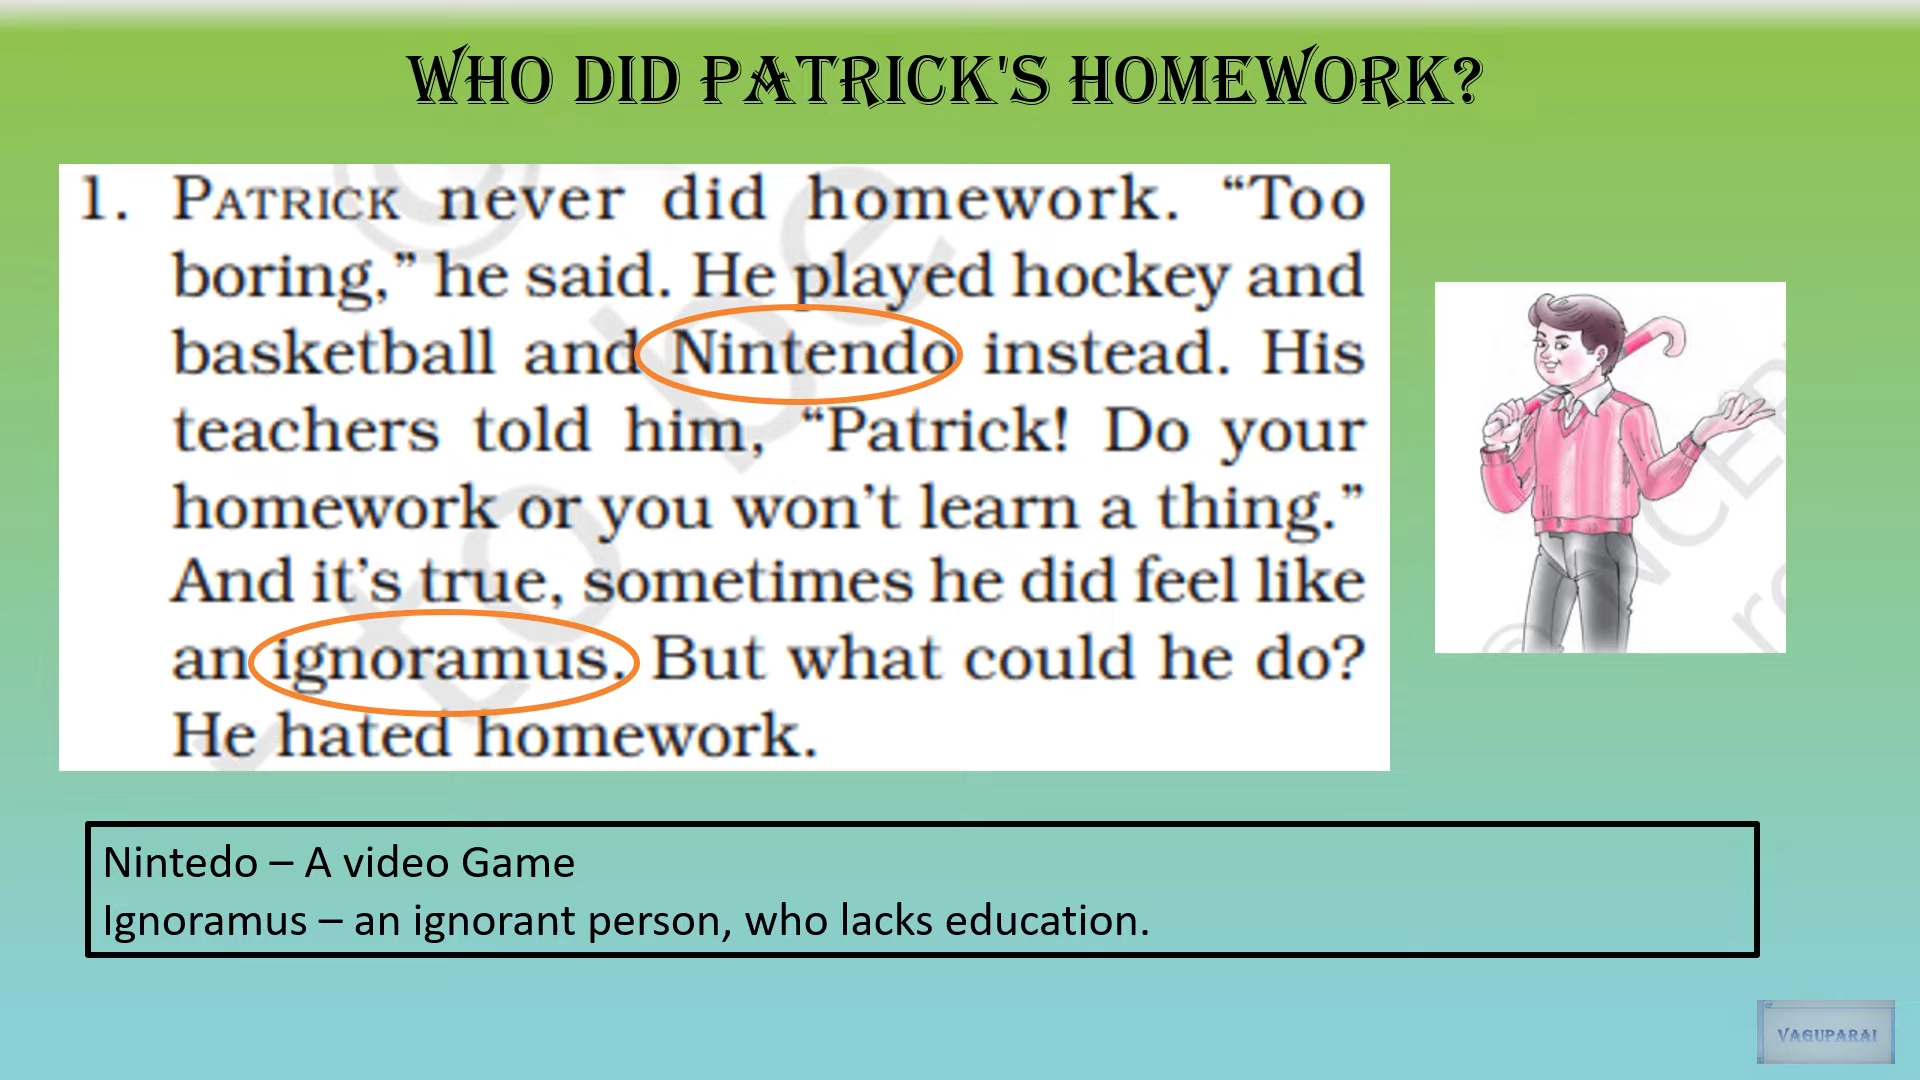 WHO DID PATRICK'S HOMEWORK?
1. PATRICK never did homework. “Too
boring,” he said. He played hockey and
basketball and Nintendo instead. His
teachers told him, “Patrick! Do your
homework or you won’t learn a thing.”
And it’s true, sometimes he did feel like
an ignoramus. But what could he do?
He hated homework.
Nintedo – A video Game
Ignoramus – an ignorant person, who lacks education.
VAGUPARAI